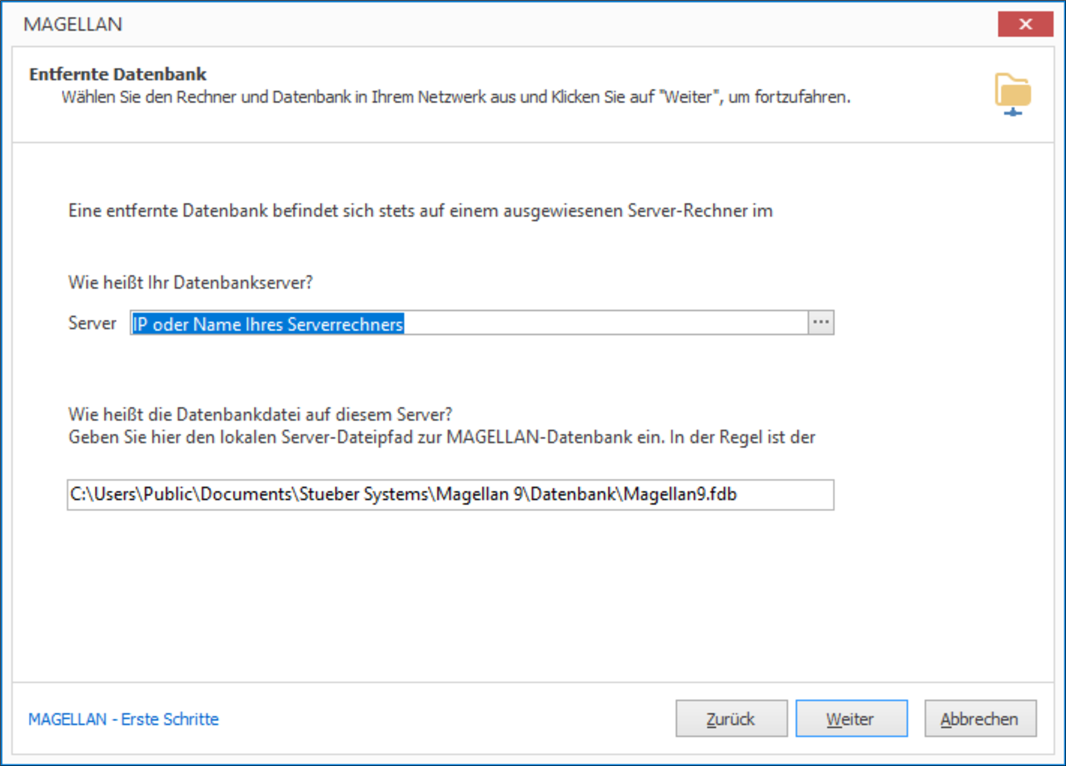 MAGELLAN
Entfernte Datenbank
Wählen Sie den Rechner und Datenbank in Ihrem Netzwerk aus und Klicken Sie auf "Weiter", um fortzufahren.
Eine entfernte Datenbank befindet sich stets auf einem ausgewiesenen Server-Rechner im
Wie heißt Ihr Datenbankserver?
Server IP oder Name Ihres Serverrechners ...
Wie heißt die Datenbankdatei auf diesem Server?
Geben Sie hier den lokalen Server-Dateipfad zur MAGELLAN-Datenbank ein. In der Regel ist der
C:\Users\Public\Documents\Stueber Systems\Magellan 9\Datenbank\Magellan9.fdb
MAGELLAN - Erste Schritte Zurück Weiter Abbrechen